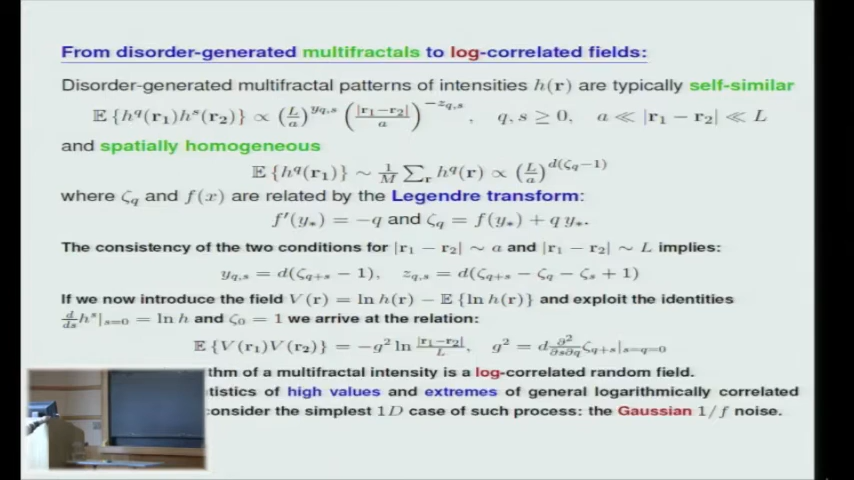 From disorder-generated multifractals to log-correlated fields:
Disorder-generated multifractal patterns of intensities h(r) are typically self-similar
𝔼 {h^q(r₁)h^s(r₂)} ∝ (L/a)^{y_{q,s}} (|r₁−r₂|/a)^{−z_{q,s}}, q, s ≥ 0, a ≪ |r₁ − r₂| ≪ L
and spatially homogeneous
𝔼 {h^q(r₁)} ∼ 1/M ∑_r h^q(r) ∝ (L/a)^{d(ζ_q−1)}
where ζ_q and f(x) are related by the Legendre transform:
f′(y_*) = −q and ζ_q = f(y_*) + q y_*.
The consistency of the two conditions for |r₁ − r₂| ∼ a and |r₁ − r₂| ∼ L implies:
y_{q,s} = d(ζ_{q+s} − 1), z_{q,s} = d(ζ_{q+s} − ζ_q − ζ_s + 1)
If we now introduce the field V(r) = ln h(r) − 𝔼 {ln h(r)} and exploit the identities
d/ds h^s|_{s=0} = ln h and ζ₀ = 1 we arrive at the relation:
𝔼 {V(r₁)V(r₂)} = −g² ln |r₁−r₂|/L, g² = d ∂²/∂s∂q ζ_{q+s}|_{s=q=0}
thm of a multifractal intensity is a log-correlated random field.
tistics of high values and extremes of general logarithmically correlated
consider the simplest 1D case of such process: the Gaussian 1/f noise.